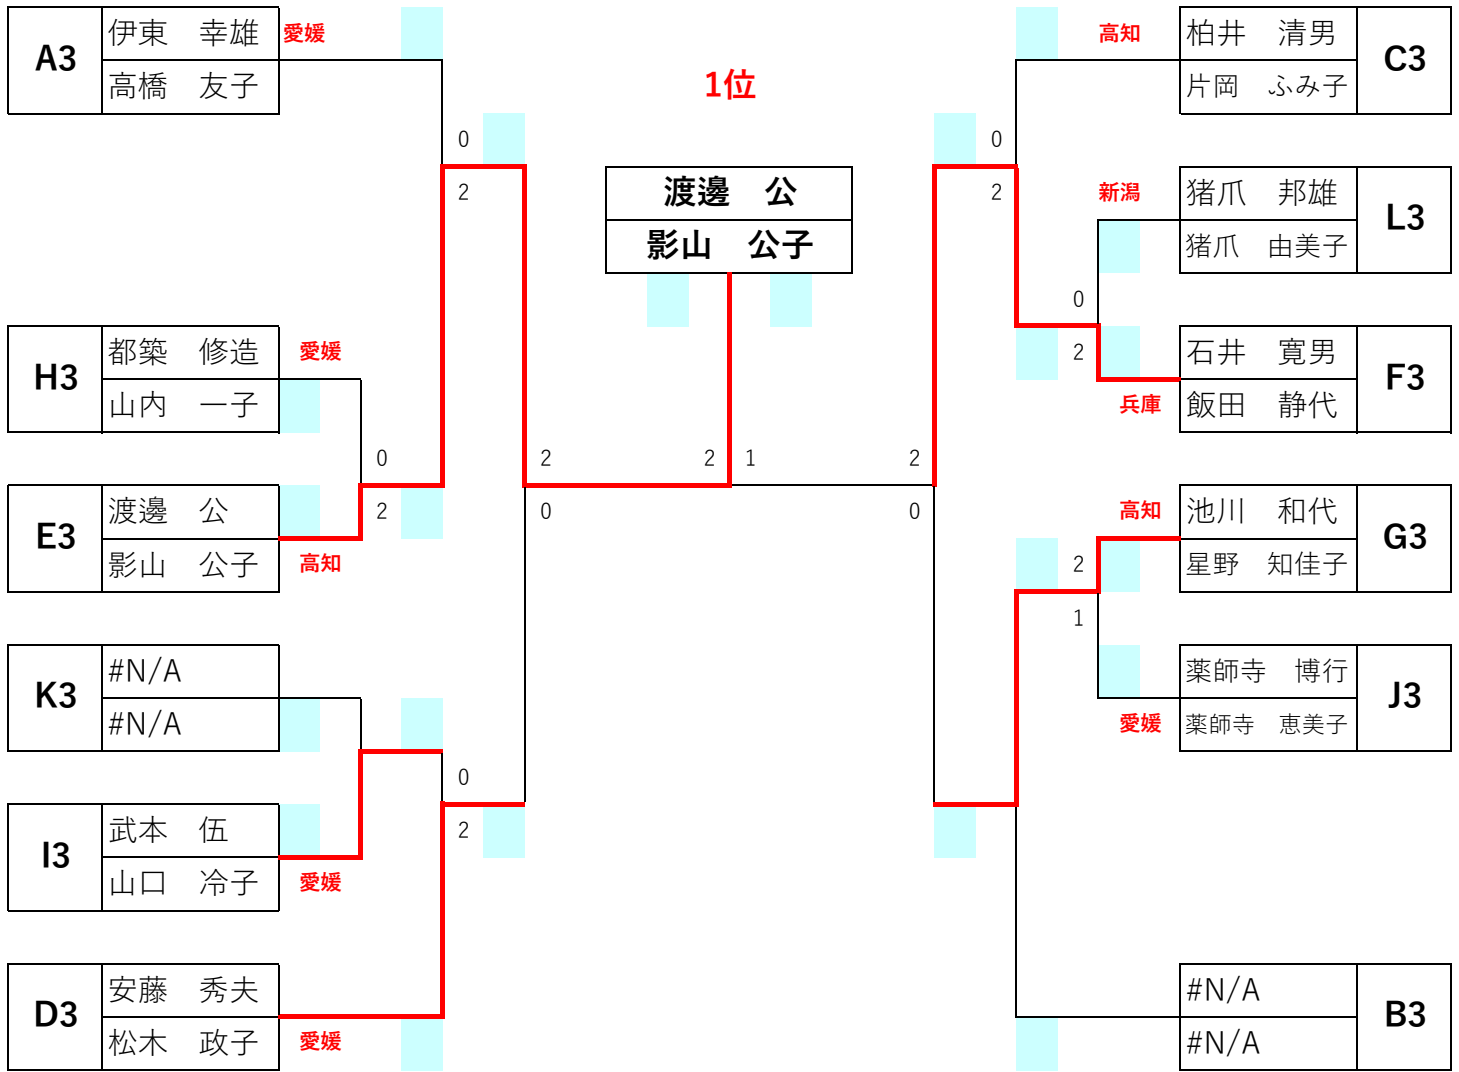 A3
伊東　幸雄
高橋　友子
愛媛
H3
都築　修造
山内　一子
愛媛
E3
渡邊　公
影山　公子
高知
K3
#N/A
#N/A
I3
武本　伍
山口　冷子
愛媛
D3
安藤　秀夫
松木　政子
愛媛
0
2
0
2
0
2
2
0
1位
渡邊　公
影山　公子
2
1
2
0
0
2
0
2
2
1
高知
柏井　清男
片岡　ふみ子
C3
新潟
猪爪　邦雄
猪爪　由美子
L3
石井　寛男
飯田　静代
兵庫
F3
高知
池川　和代
星野　知佳子
G3
薬師寺　博行
薬師寺　恵美子
愛媛
J3
#N/A
#N/A
B3